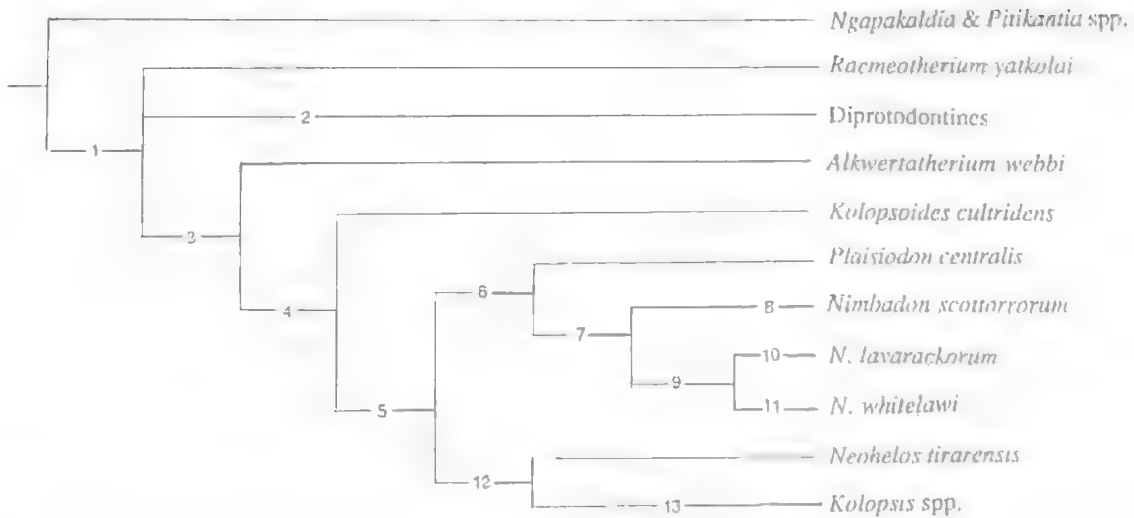 Ngapakaldia & Pitikantia spp.
Raemeotherium yatkolai
2 Diprotodontines
1
Alkwertatherium webbi
3
Kolopsoides cultridens
Plaisiodon centralis
6
4 Nimbadon scottorrorum
8
7
N. lavarackorum
10
9
5 11 N. whitelawi
Neohelos tirarensis
12
13 Kolopsis spp.